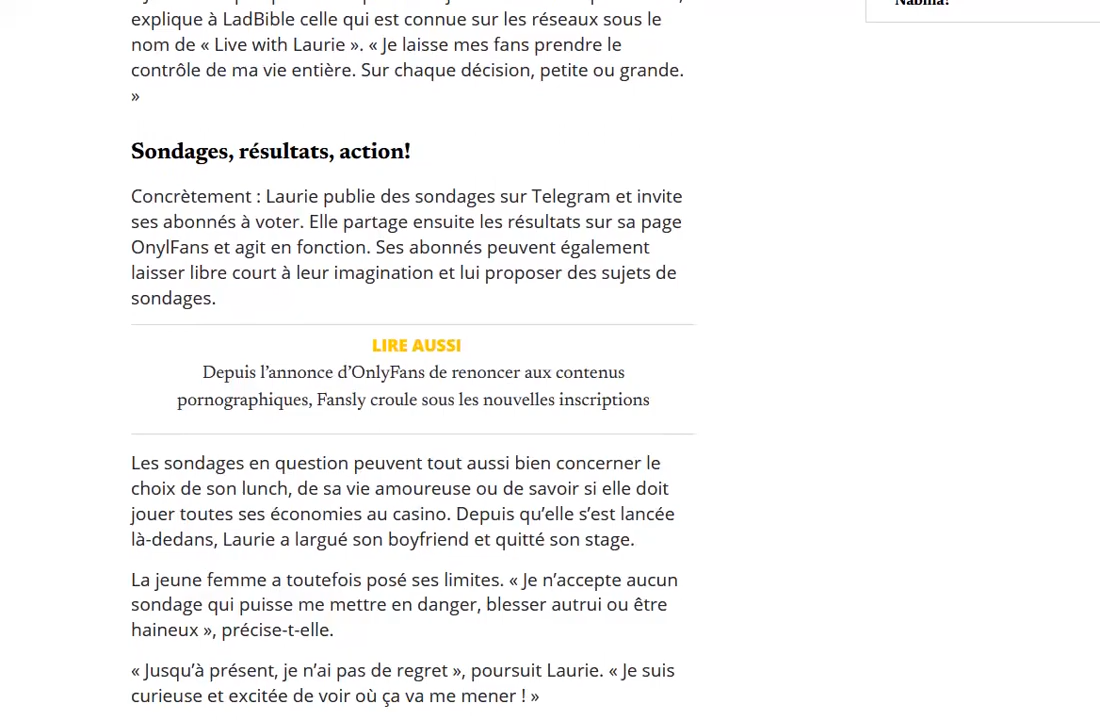 Nabilla?
explique à LadBible celle qui est connue sur les réseaux sous le
nom de « Live with Laurie ». « Je laisse mes fans prendre le
contrôle de ma vie entière. Sur chaque décision, petite ou grande.
»
Sondages, résultats, action!
Concrètement : Laurie publie des sondages sur Telegram et invite
ses abonnés à voter. Elle partage ensuite les résultats sur sa page
OnylFans et agit en fonction. Ses abonnés peuvent également
laisser libre court à leur imagination et lui proposer des sujets de
sondages.
LIRE AUSSI
Depuis l’annonce d’OnlyFans de renoncer aux contenus
pornographiques, Fansly croule sous les nouvelles inscriptions
Les sondages en question peuvent tout aussi bien concerner le
choix de son lunch, de sa vie amoureuse ou de savoir si elle doit
jouer toutes ses économies au casino. Depuis qu’elle s’est lancée
là-dedans, Laurie a largué son boyfriend et quitté son stage.
La jeune femme a toutefois posé ses limites. « Je n’accepte aucun
sondage qui puisse me mettre en danger, blesser autrui ou être
haineux », précise-t-elle.
« Jusqu’à présent, je n’ai pas de regret », poursuit Laurie. « Je suis
curieuse et excitée de voir où ça va me mener ! »